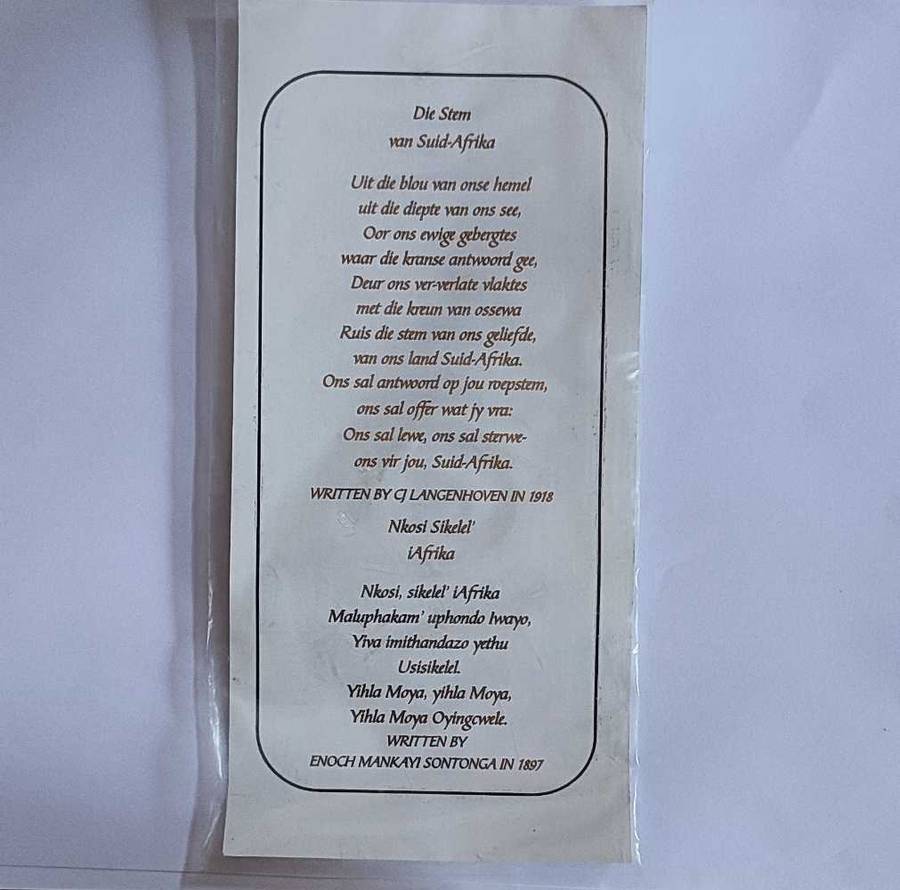 Die Stem
van Suid-Afrika
Uit die blou van onse hemel
uit die diepte van ons see,
Oor ons ewige gebergtes
waar die kranse antwoord gee,
Deur ons ver-verlate vlaktes
met die kreun van ossewa
Ruis die stem van ons geliefde,
van ons land Suid-Afrika.
Ons sal antwoord op jou roepstem,
ons sal offer wat jy vra:
Ons sal lewe, ons sal sterwe-
ons vir jou, Suid-Afrika.
WRITTEN BY CJ LANGENHOVEN IN 1918
Nkosi Sikelel'
iAfrika
Nkosi, sikelel' iAfrika
Maluphakam' uphondo lwayo,
Yiva imithandazo yethu
Usisikelel.
Yihla Moya, yihla Moya,
Yihla Moya Oyingcwele.
WRITTEN BY
ENOCH MANKAYI SONTONGA IN 1897